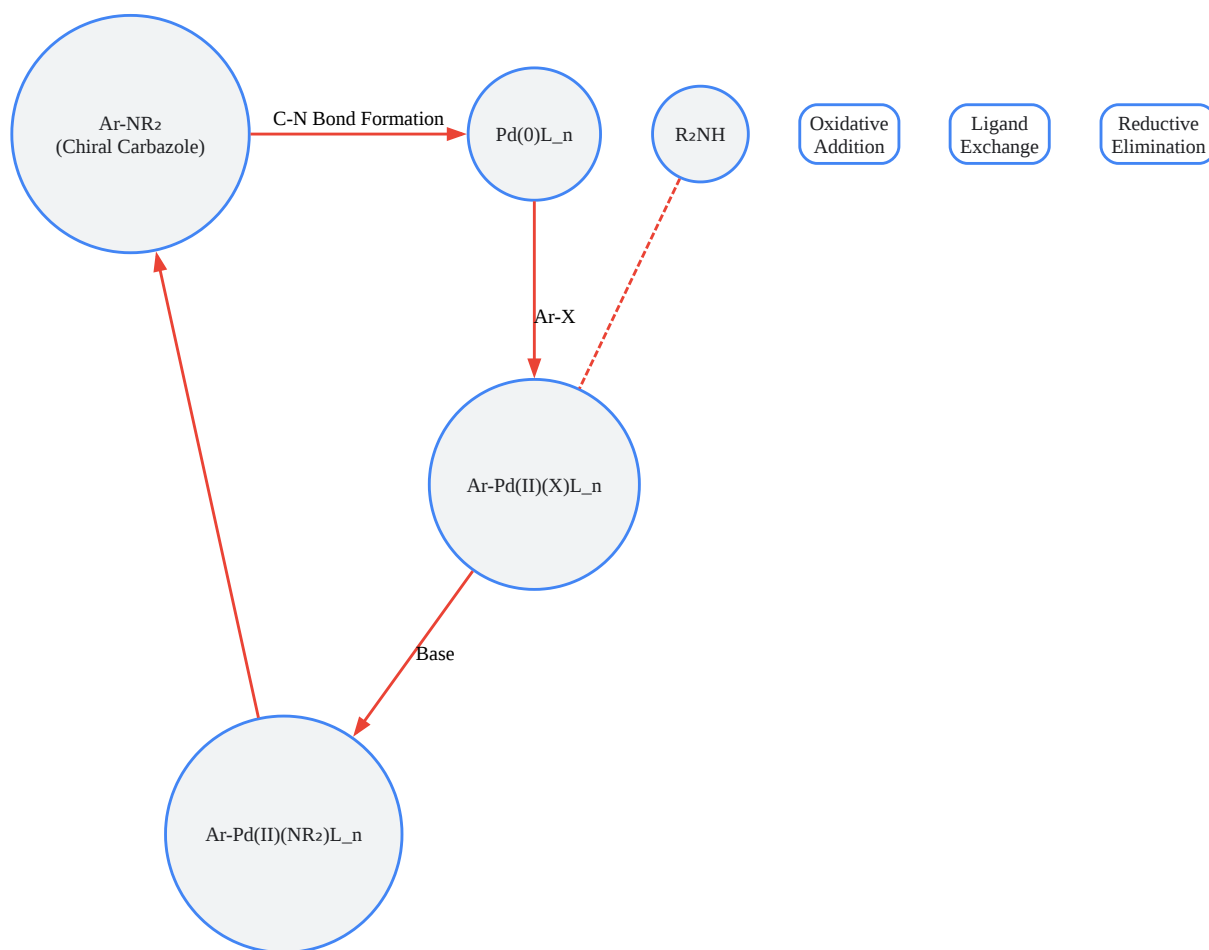 Ar-NR₂
(Chiral Carbazole)
C-N Bond Formation
Pd(0)L_n
R₂NH
Oxidative
Addition
Ligand
Exchange
Reductive
Elimination
Ar-X
Ar-Pd(II)(X)L_n
Base
Ar-Pd(II)(NR₂)L_n